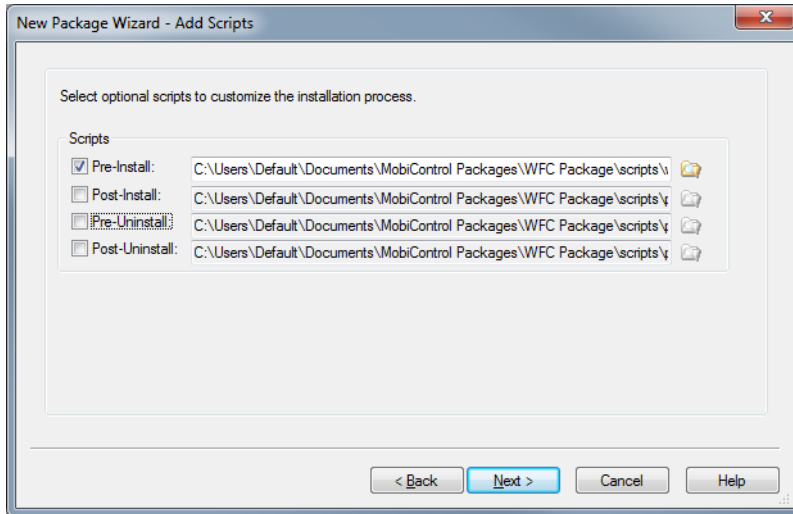 New Package Wizard - Add Scripts
Select optional scripts to customize the installation process.
Scripts
Pre-Install: C:\Users\Default\Documents\MobiControl Packages\WFC Package\scripts\
Post-Install: C:\Users\Default\Documents\MobiControl Packages\WFC Package\scripts\
Pre-Uninstall: C:\Users\Default\Documents\MobiControl Packages\WFC Package\scripts\
Post-Uninstall: C:\Users\Default\Documents\MobiControl Packages\WFC Package\scripts\
< Back Next > Cancel Help